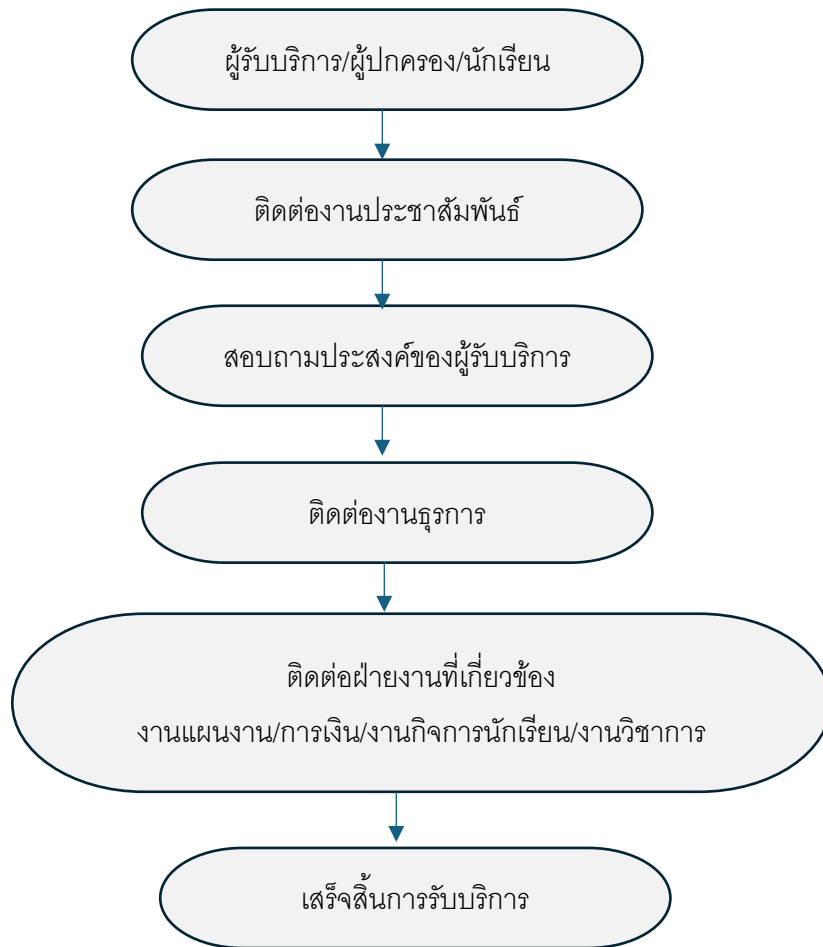 ผู้รับบริการ/ผู้ปกครอง/นักเรียน
ติดต่องานประชาสัมพันธ์
สอบถามประสงค์ของผู้รับบริการ
ติดต่องานธุรการ
ติดต่อฝ่ายงานที่เกี่ยวข้อง
งานแผนงาน/การเงิน/งานกิจการนักเรียน/งานวิชาการ
เสร็จสิ้นการรับบริการ